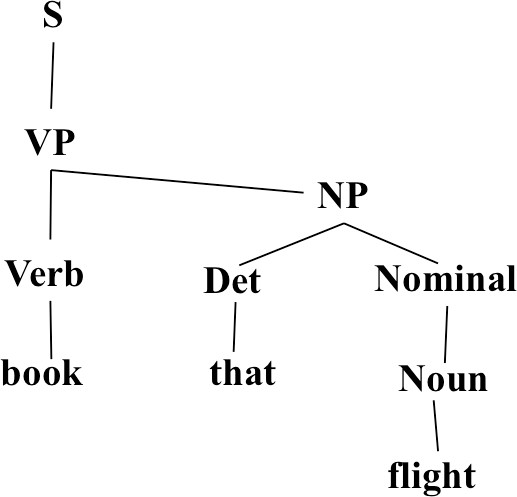 S
VP
NP
Verb
Det
Nominal
book
that
Noun
flight